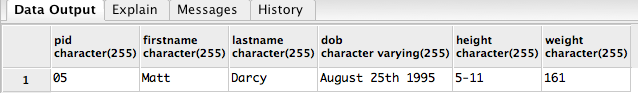 Data Output Explain Messages History
pid firstname lastname dob height weight
character(255) character(255) character(255) character varying(255) character(255) character(255)
1 05 Matt Darcy August 25th 1995 5-11 161